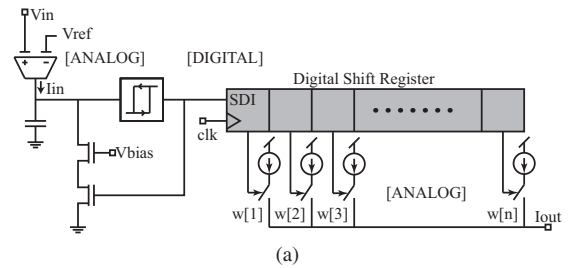 Vin
Vref
+ -
[ANALOG]
[DIGITAL]
Iin
Digital Shift Register
SDI
clk
Vbias
[ANALOG]
w[1] w[2] w[3] w[n]
Iout
(a)